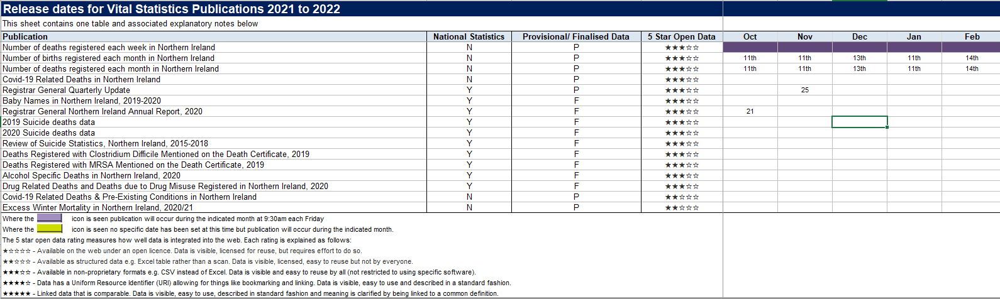 Release dates for Vital Statistics Publications 2021 to 2022
This sheet contains one table and associated explanatory notes below
Publication National Statistics Provisional/ Finalised Data 5 Star Open Data Oct Nov Dec Jan Feb
Number of deaths registered each week in Northern Ireland N P ★★★☆☆
Number of births registered each month in Northern Ireland N P ★★★☆☆ 11th 11th 13th 11th 14th
Number of deaths registered each month in Northern Ireland N P ★★★☆☆ 11th 11th 13th 11th 14th
Covid-19 Related Deaths in Northern Ireland N P ★★★☆☆
Registrar General Quarterly Update Y P ★★★☆☆ 25
Baby Names in Northern Ireland, 2019-2020 Y F ★★★☆☆
Registrar General Northern Ireland Annual Report, 2020 Y F ★★★☆☆ 21
2019 Suicide deaths data Y F ★★★☆☆
2020 Suicide deaths data Y F ★★★☆☆
Review of Suicide Statistics, Northern Ireland, 2015-2018 Y F ★★★☆☆
Deaths Registered with Clostridium Difficile Mentioned on the Death Certificate, 2019 Y F ★★★☆☆
Deaths Registered with MRSA Mentioned on the Death Certificate, 2019 Y F ★★★☆☆
Alcohol Specific Deaths in Northern Ireland, 2020 Y F ★★★☆☆
Drug Related Deaths and Deaths due to Drug Misuse Registered in Northern Ireland, 2020 Y F ★★★☆☆
Covid-19 Related Deaths & Pre-Existing Conditions in Northern Ireland N P ★★☆☆☆
Excess Winter Mortality in Northern Ireland, 2020/21 N P ★★☆☆☆
Where the icon is seen publication will occur during the indicated month at 9:30am each Friday
Where the icon is seen no specific date has been set at this time but publication will occur during the indicated month.
The 5 star open data rating measures how well data is integrated into the web. Each rating is explained as follows:
★☆☆☆☆ - Available on the web under an open licence. Data is visible, licensed for reuse, but requires effort to do so.
★★☆☆☆ - Available as structured data e.g. Excel table rather than a scan. Data is visible, licensed, easy to reuse but not by everyone.
★★★☆☆ - Available in non-proprietary formats e.g. CSV instead of Excel. Data is visible and easy to reuse by all (not restricted to using specific software).
★★★★☆ - Data has a Uniform Resource Identifier (URI) allowing for things like bookmarking and linking. Data is visible, easy to use and described in a standard fashion.
★★★★★ - Linked data that is comparable. Data is visible, easy to use, described in standard fashion and meaning is clarified by being linked to a common definition.